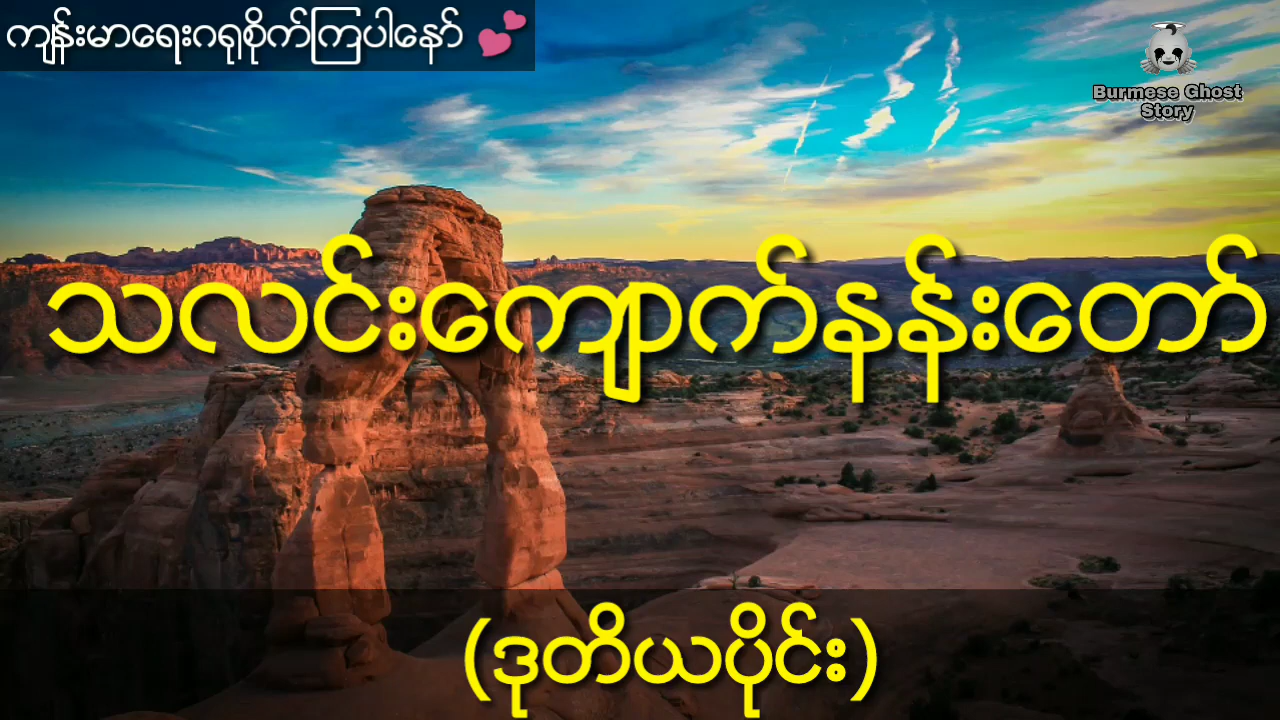 ကျန်းမာရေးဂရုစိုက်ကြပါနော် 💕
Burmese Ghost
Story
သလင်းကျောက်နန်းတော်
(ဒုတိယပိုင်း)